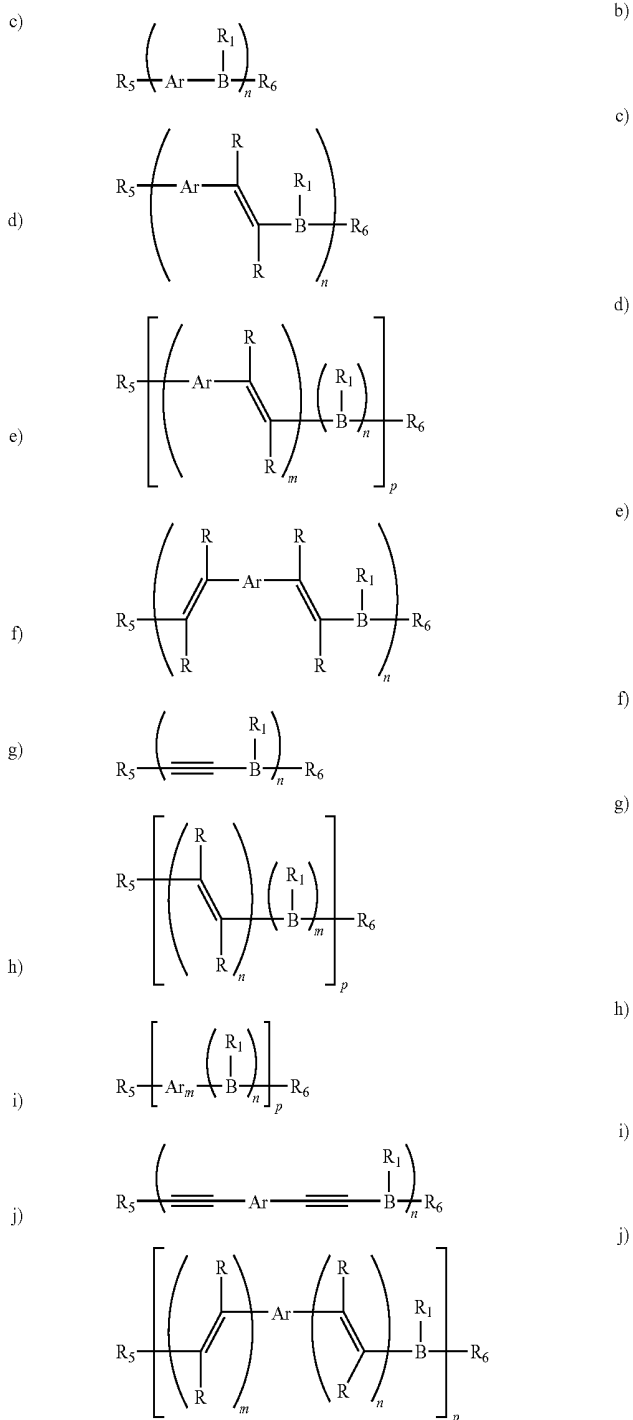 c)
b)
R1
R5 Ar B n R6
c)
R
R1
R5 Ar
d)
B R6
R n
d)
R
R1
R5 Ar
B n R6
e)
R m
p
e)
R R
Ar R1
R5 B R6
f)
R R n
f)
R1
g)
R5 B n R6
g)
R
R5 R1
B m R6
R n
h)
p
h)
R1
R5 Arm B n p R6
i)
i)
R1
R5 Ar B n R6
j)
j)
R R
Ar R1
R5 B R6
R m R n p